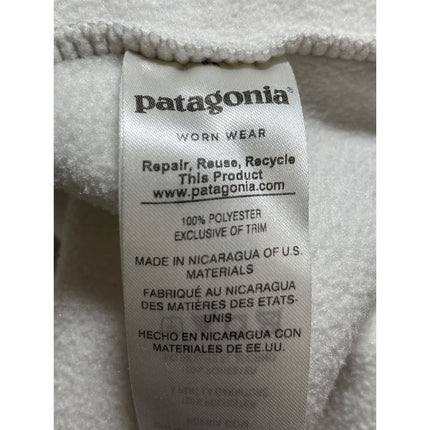 patagonia®
WORN WEAR
Repair, Reuse, Recycle
This Product
www.patagonia.com
100% POLYESTER
EXCLUSIVE OF TRIM
MADE IN NICARAGUA OF U.S.
MATERIALS
FABRIQUÉ AU NICARAGUA
DES MATIÈRES DES ETATS-
UNIS
HECHO EN NICARAGUA CON
MATERIALES DE EE.UU.